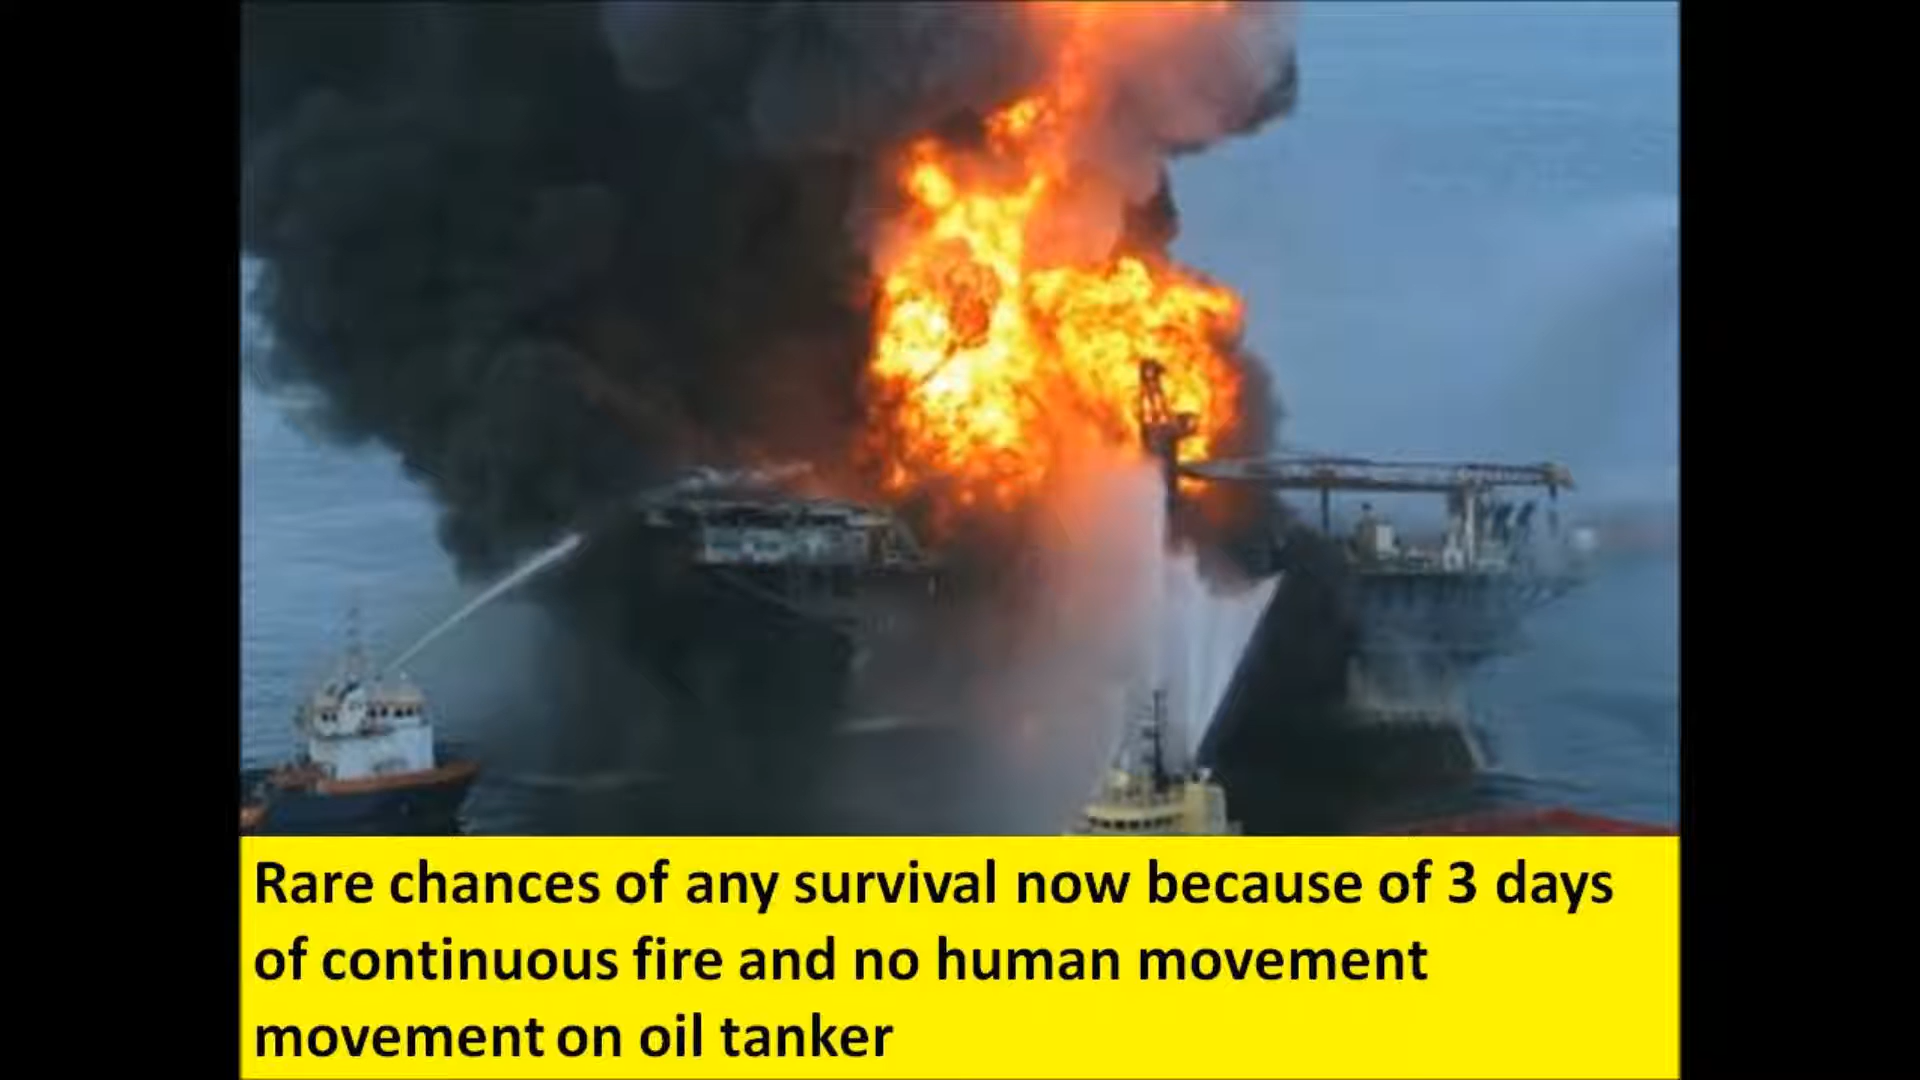 Rare chances of any survival now because of 3 days
of continuous fire and no human movement
movement on oil tanker